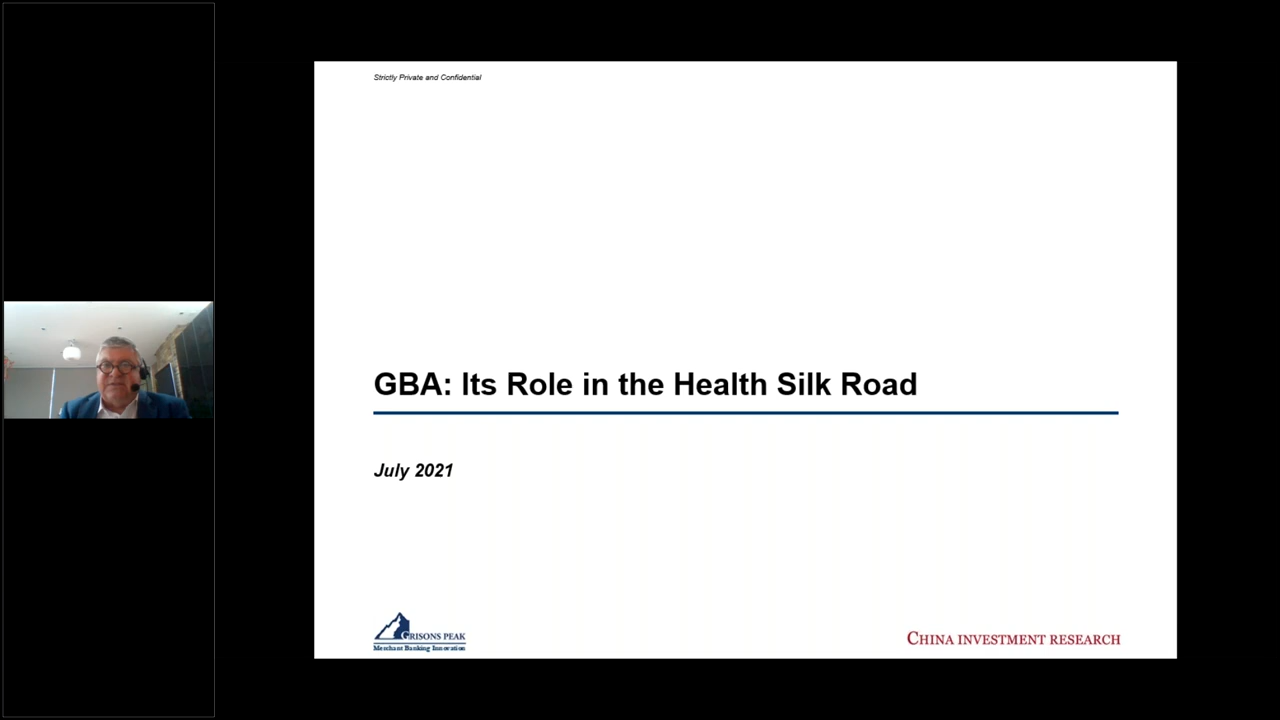 Strictly Private and Confidential
GBA: Its Role in the Health Silk Road
July 2021
GRISONS PEAK
Merchant Banking Innovation
CHINA INVESTMENT RESEARCH